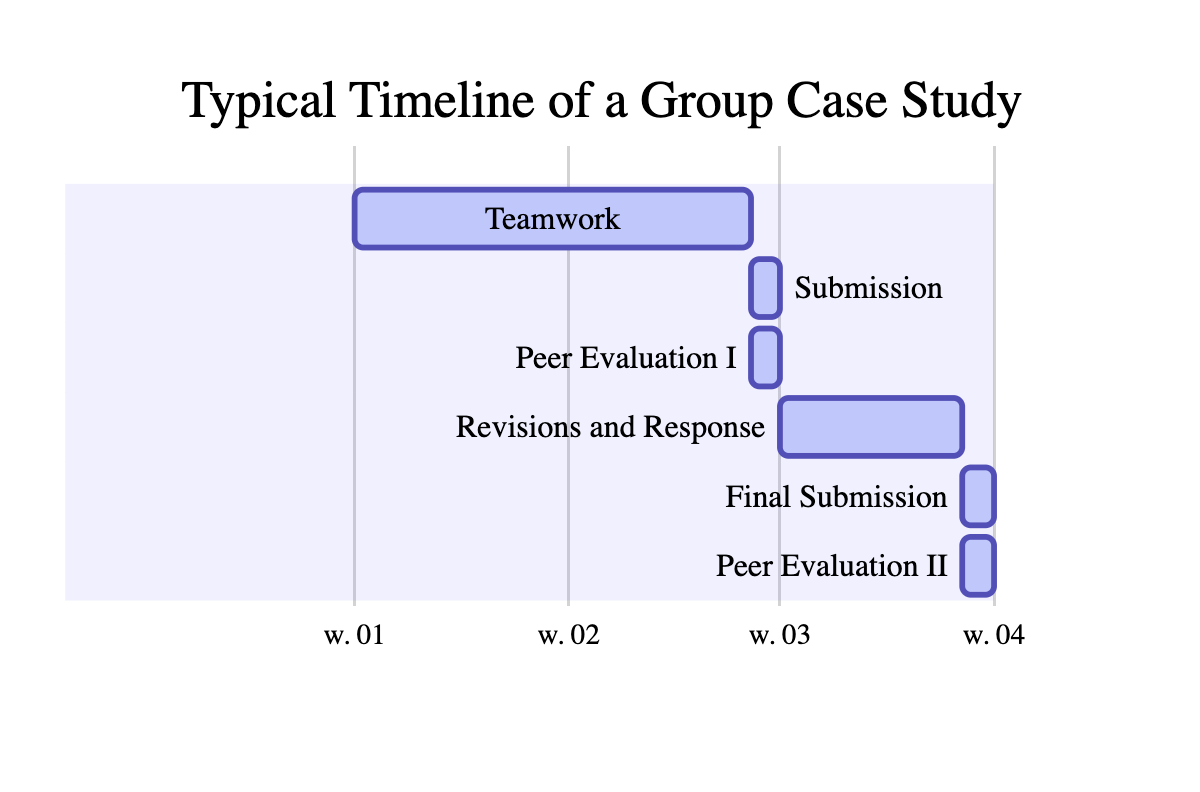 Typical Timeline of a Group Case Study
Teamwork
Submission
Peer Evaluation I
Revisions and Response
Final Submission
Peer Evaluation II
w. 01 w. 02 w. 03 w. 04